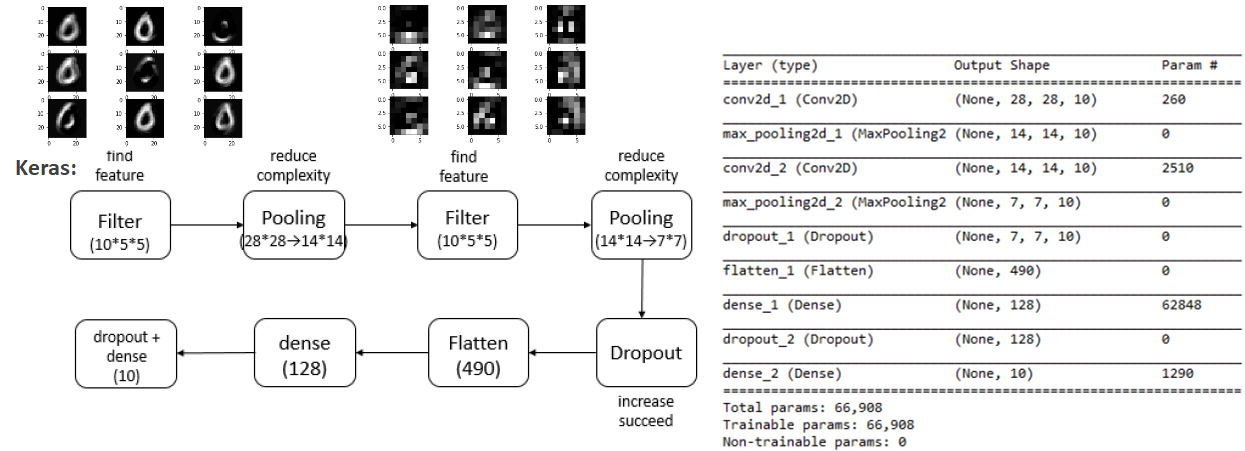 Keras:
find
feature
reduce
complexity
find
feature
reduce
complexity
Filter
(10*5*5)
Pooling
(28*28→14*14)
Filter
(10*5*5)
Pooling
(14*14→7*7)
dropout +
dense
(10)
dense
(128)
Flatten
(490)
Dropout
increase
succeed
Layer (type) Output Shape Param #
conv2d_1 (Conv2D) (None, 28, 28, 10) 260
max_pooling2d_1 (MaxPooling2 (None, 14, 14, 10) 0
conv2d_2 (Conv2D) (None, 14, 14, 10) 2510
max_pooling2d_2 (MaxPooling2 (None, 7, 7, 10) 0
dropout_1 (Dropout) (None, 7, 7, 10) 0
flatten_1 (Flatten) (None, 490) 0
dense_1 (Dense) (None, 128) 62848
dropout_2 (Dropout) (None, 128) 0
dense_2 (Dense) (None, 10) 1290
Total params: 66,908
Trainable params: 66,908
Non-trainable params: 0